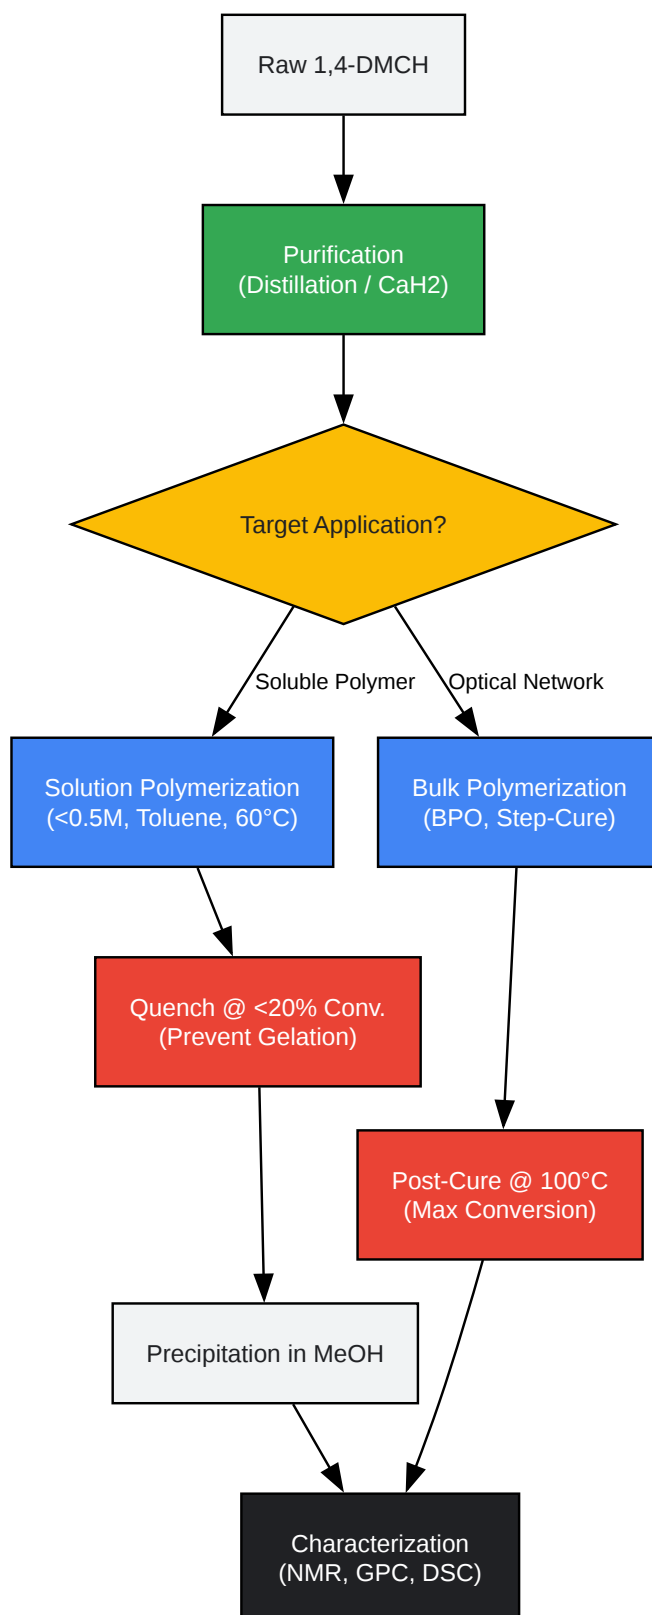 Raw 1,4-DMCH
Purification
(Distillation / CaH2)
Target Application?
Soluble Polymer
Optical Network
Solution Polymerization
(<0.5M, Toluene, 60°C)
Bulk Polymerization
(BPO, Step-Cure)
Quench @ <20% Conv.
(Prevent Gelation)
Post-Cure @ 100°C
(Max Conversion)
Precipitation in MeOH
Characterization
(NMR, GPC, DSC)